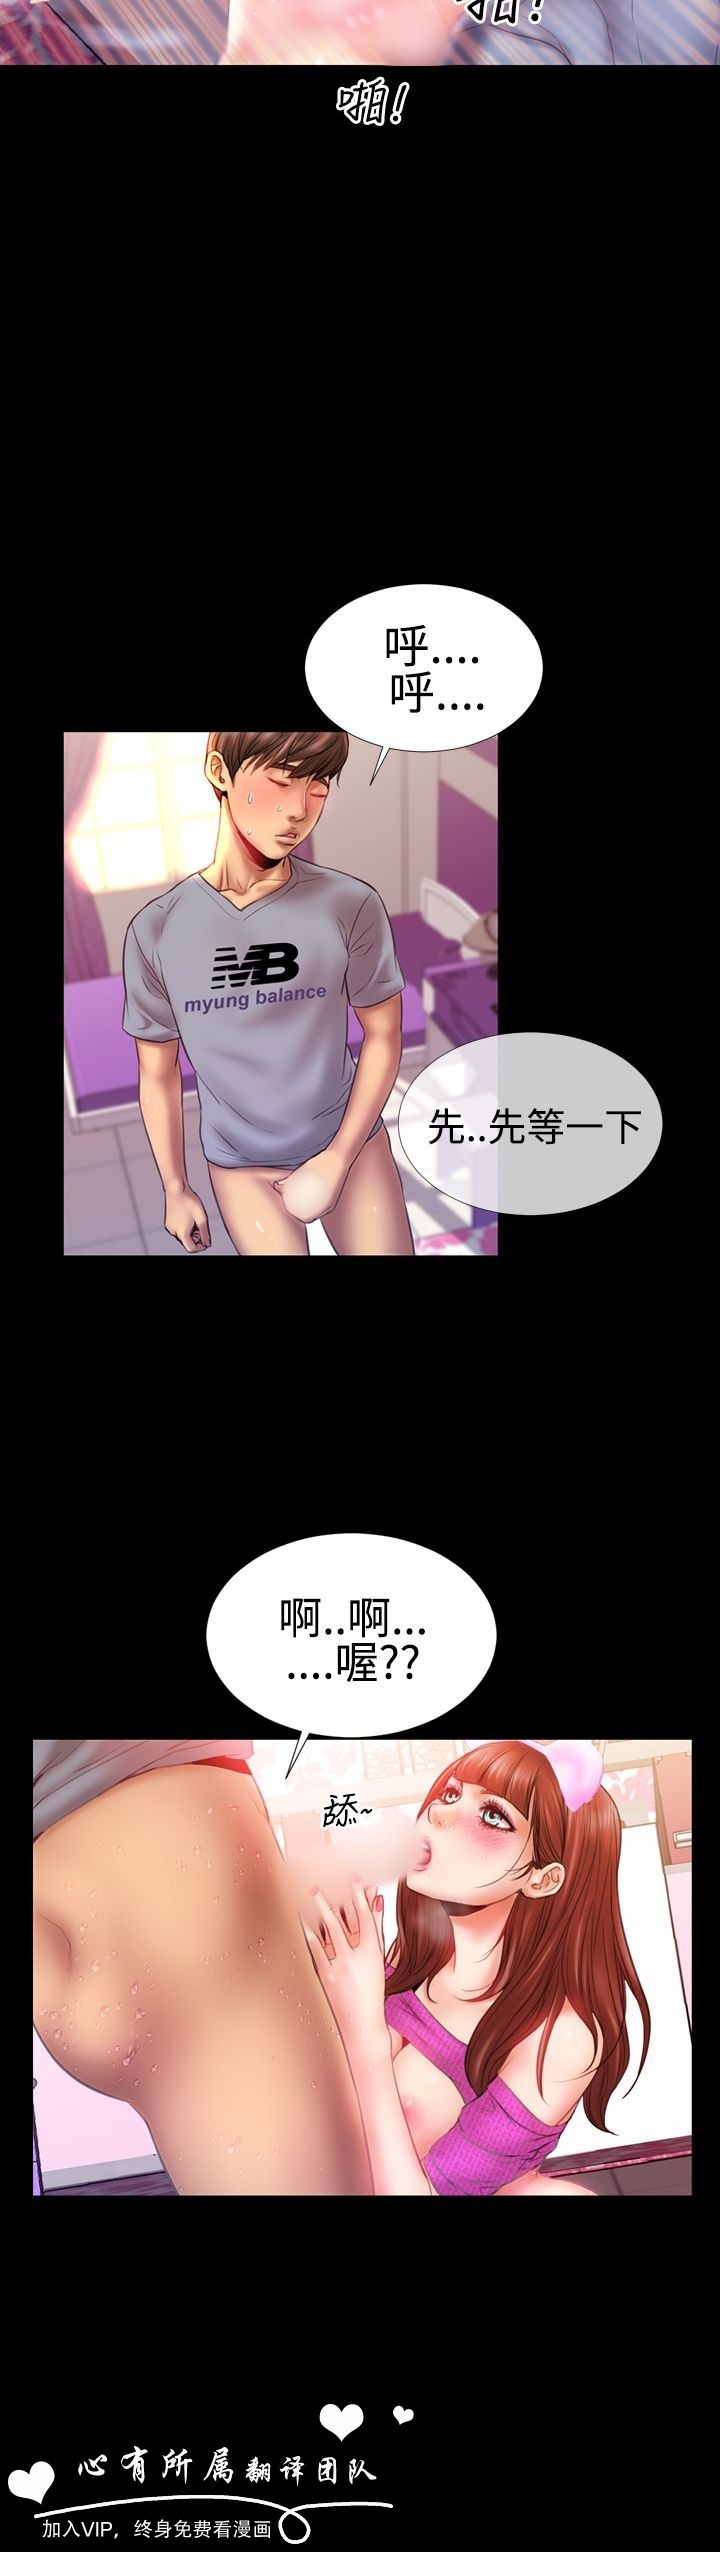 啪!
啪!
呼....
呼....
MB
myung balance
先..先等一下
啊..啊...
....喔??
舔~
心有所属翻译团队
加入VIP，终身免费看漫画